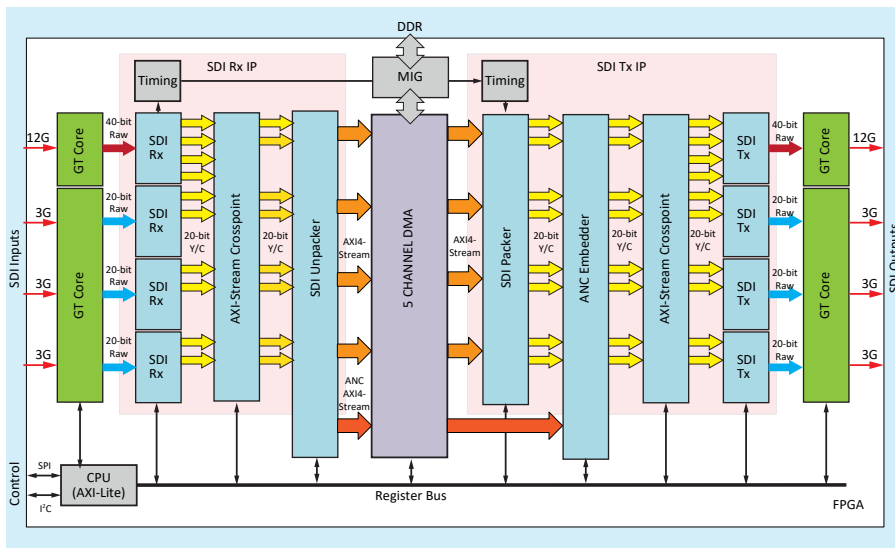 DDR
SDI Rx IP
MIG
SDI Tx IP
Timing
Timing
12G
GT Core
40-bit
Raw
SDI
Rx
SDI
Tx
40-bit
Raw
GT Core
12G
3G
20-bit
Raw
SDI
Rx
SDI
Tx
20-bit
Raw
3G
SDI Inputs
GT Core
AXI-Stream Crosspoint
20-bit
Y/C
20-bit
Y/C
SDI Unpacker
AXI4-
Stream
5 CHANNEL DMA
AXI4-
Stream
SDI Packer
20-bit
Y/C
ANC Embedder
20-bit
Y/C
AXI-Stream Crosspoint
20-bit
Y/C
GT Core
SDI Outputs
3G
20-bit
Raw
SDI
Rx
SDI
Tx
20-bit
Raw
3G
3G
20-bit
Raw
SDI
Rx
SDI
Tx
20-bit
Raw
3G
ANC
AXI4-
Stream
Control
SPI
I²C
CPU
(AXI-Lite)
Register Bus
FPGA